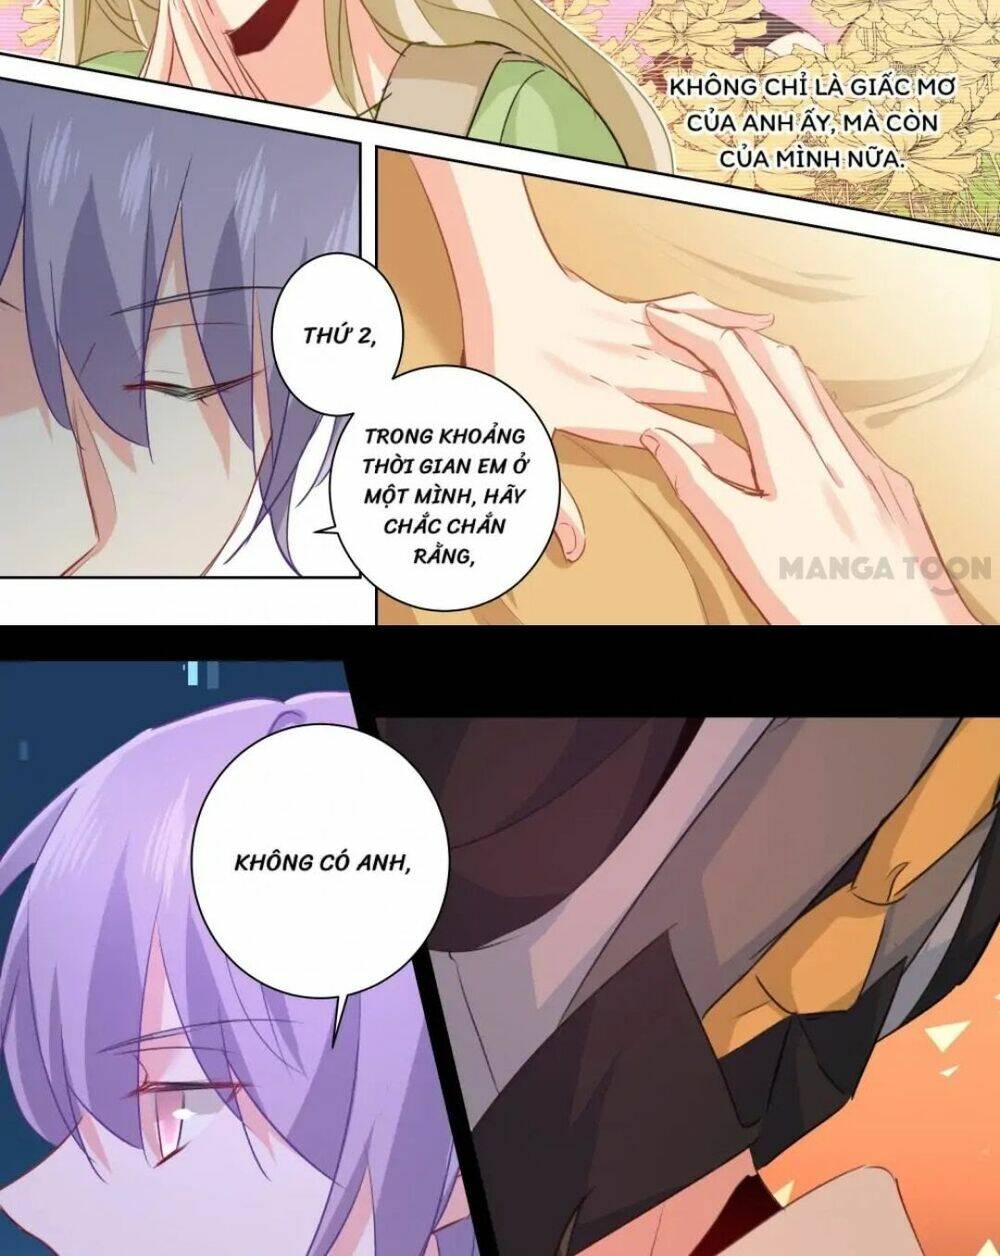 KHÔNG CHỈ LÀ GIẤC MƠ
CỦA ANH ẤY, MÀ CÒN
CỦA MÌNH NỮA.
THỨ 2,
TRONG KHOẢNG
THỜI GIAN EM Ở
MỘT MÌNH, HÃY
CHẮC CHẮN
RẰNG,
MANGA TOON
KHÔNG CÓ ANH,